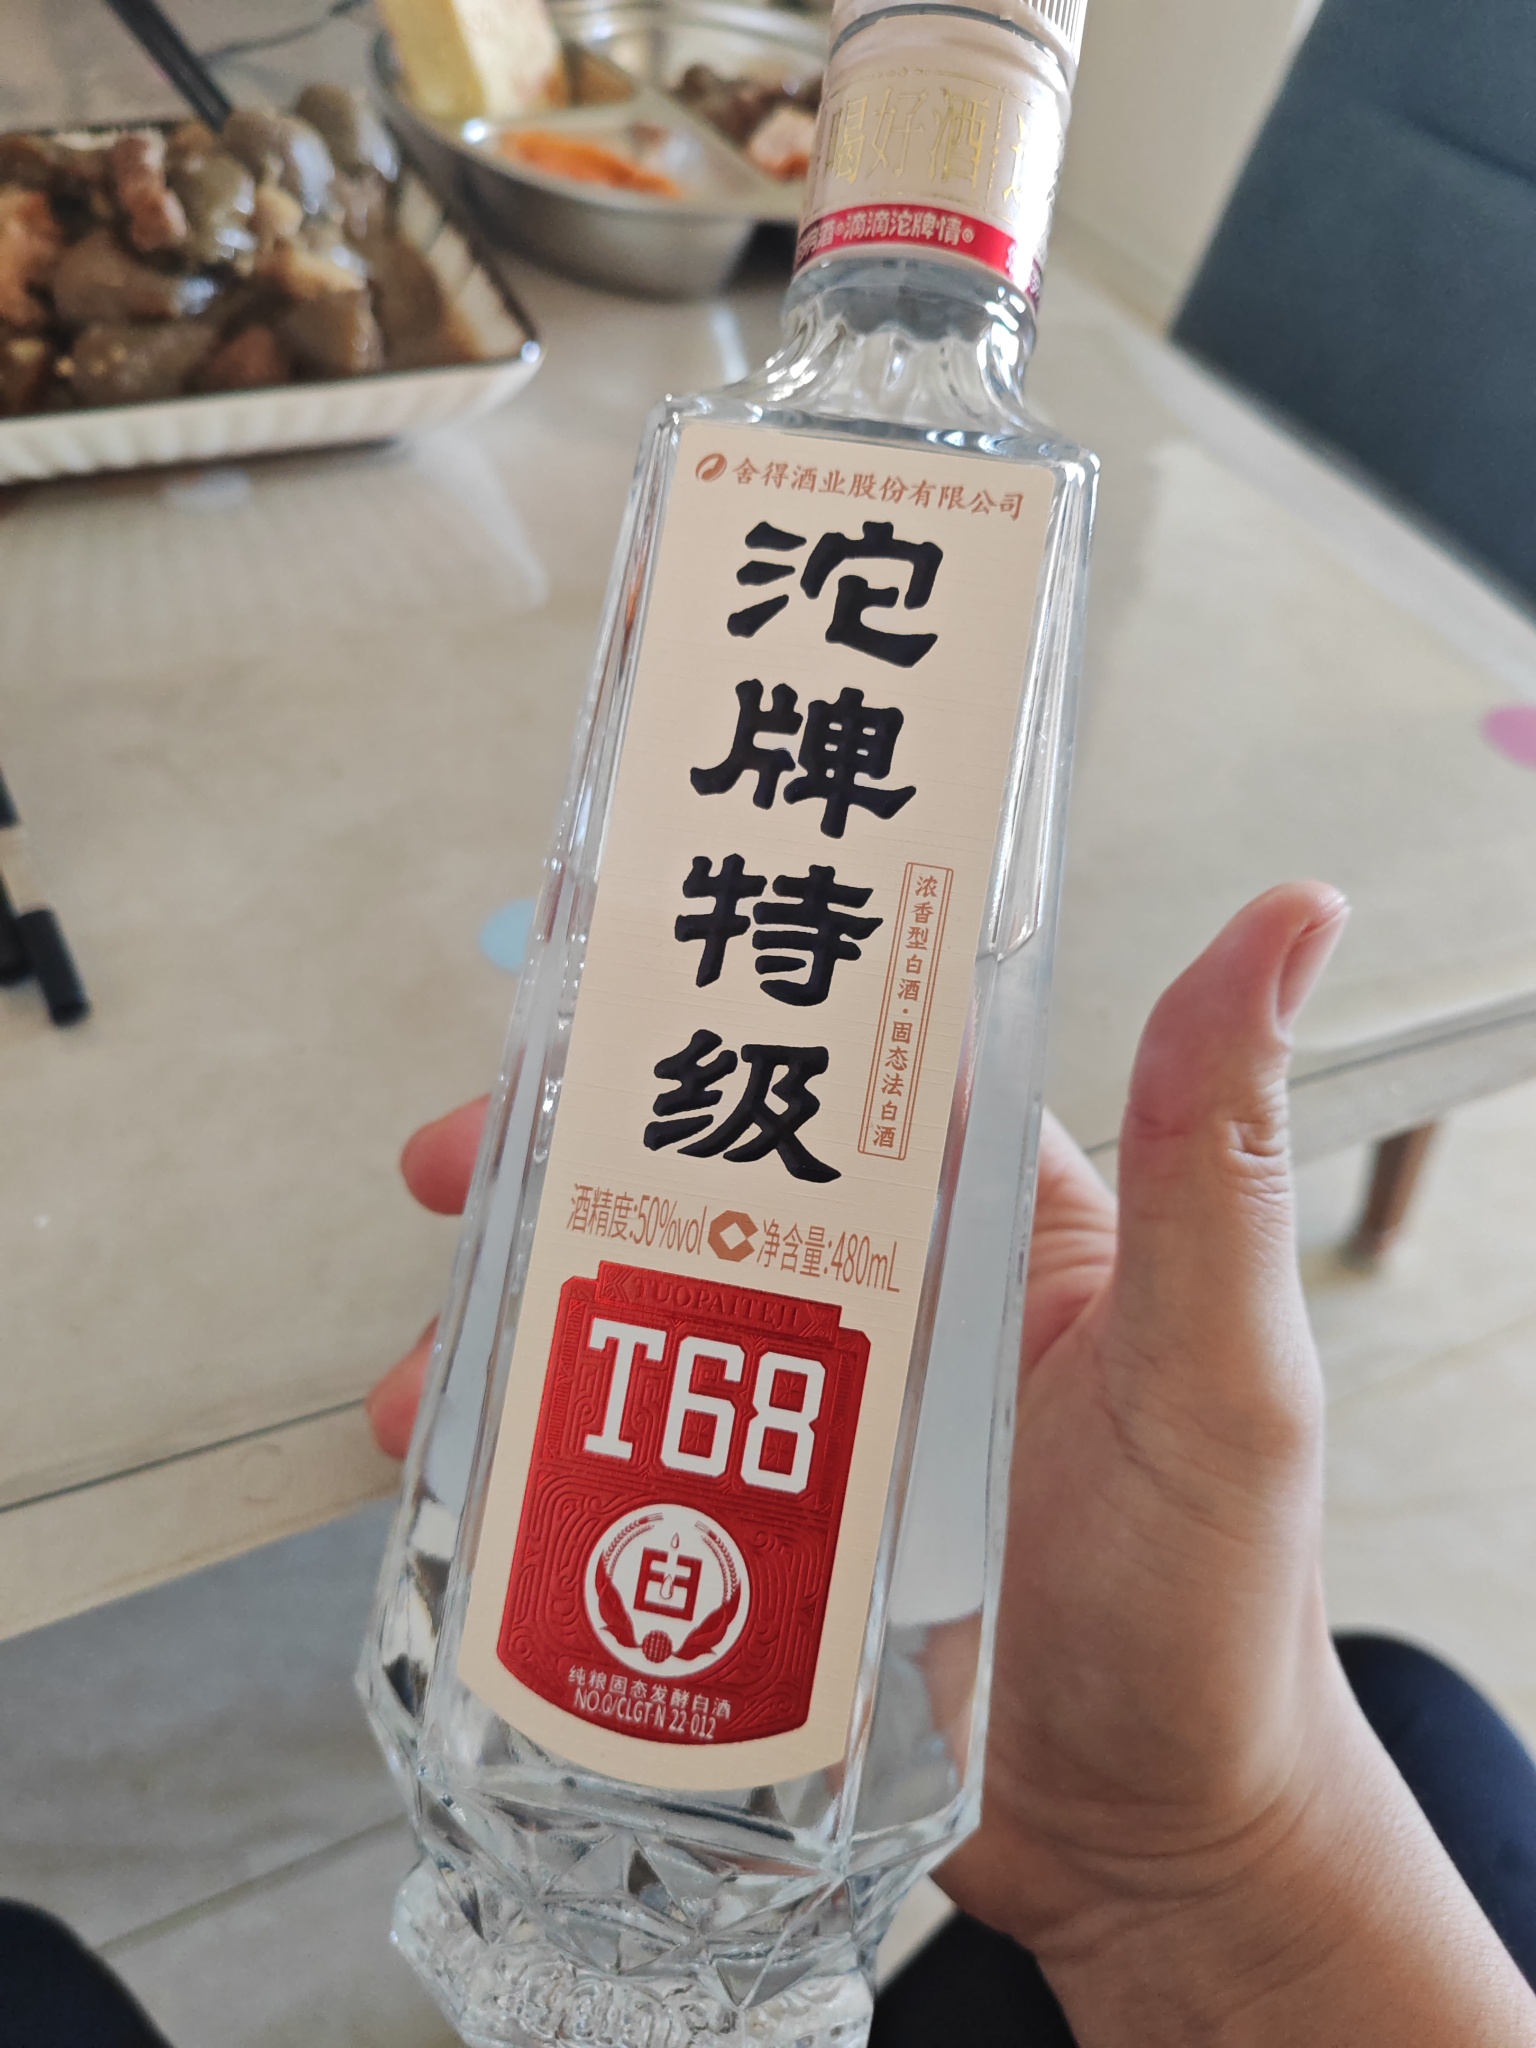 喝好酒
滴滴沱牌情®
舍得酒业股份有限公司
沱牌特级
浓香型白酒·固态法白酒
酒精度:50%vol 净含量:480mL
TUOPAITEJI
T68
纯粮固态发酵白酒
NO.Q/CLGT-N 22-012